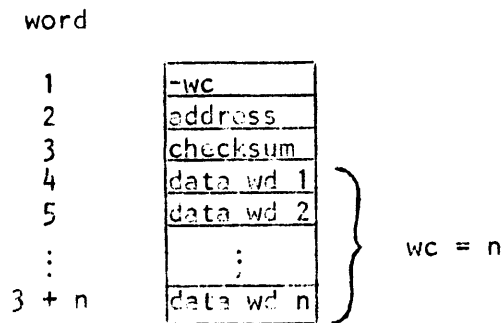 word
1 -wc
2 address
3 checksum
4 data wd 1
5 data wd 2
⋮ ⋮
wc = n
3 + n data wd n